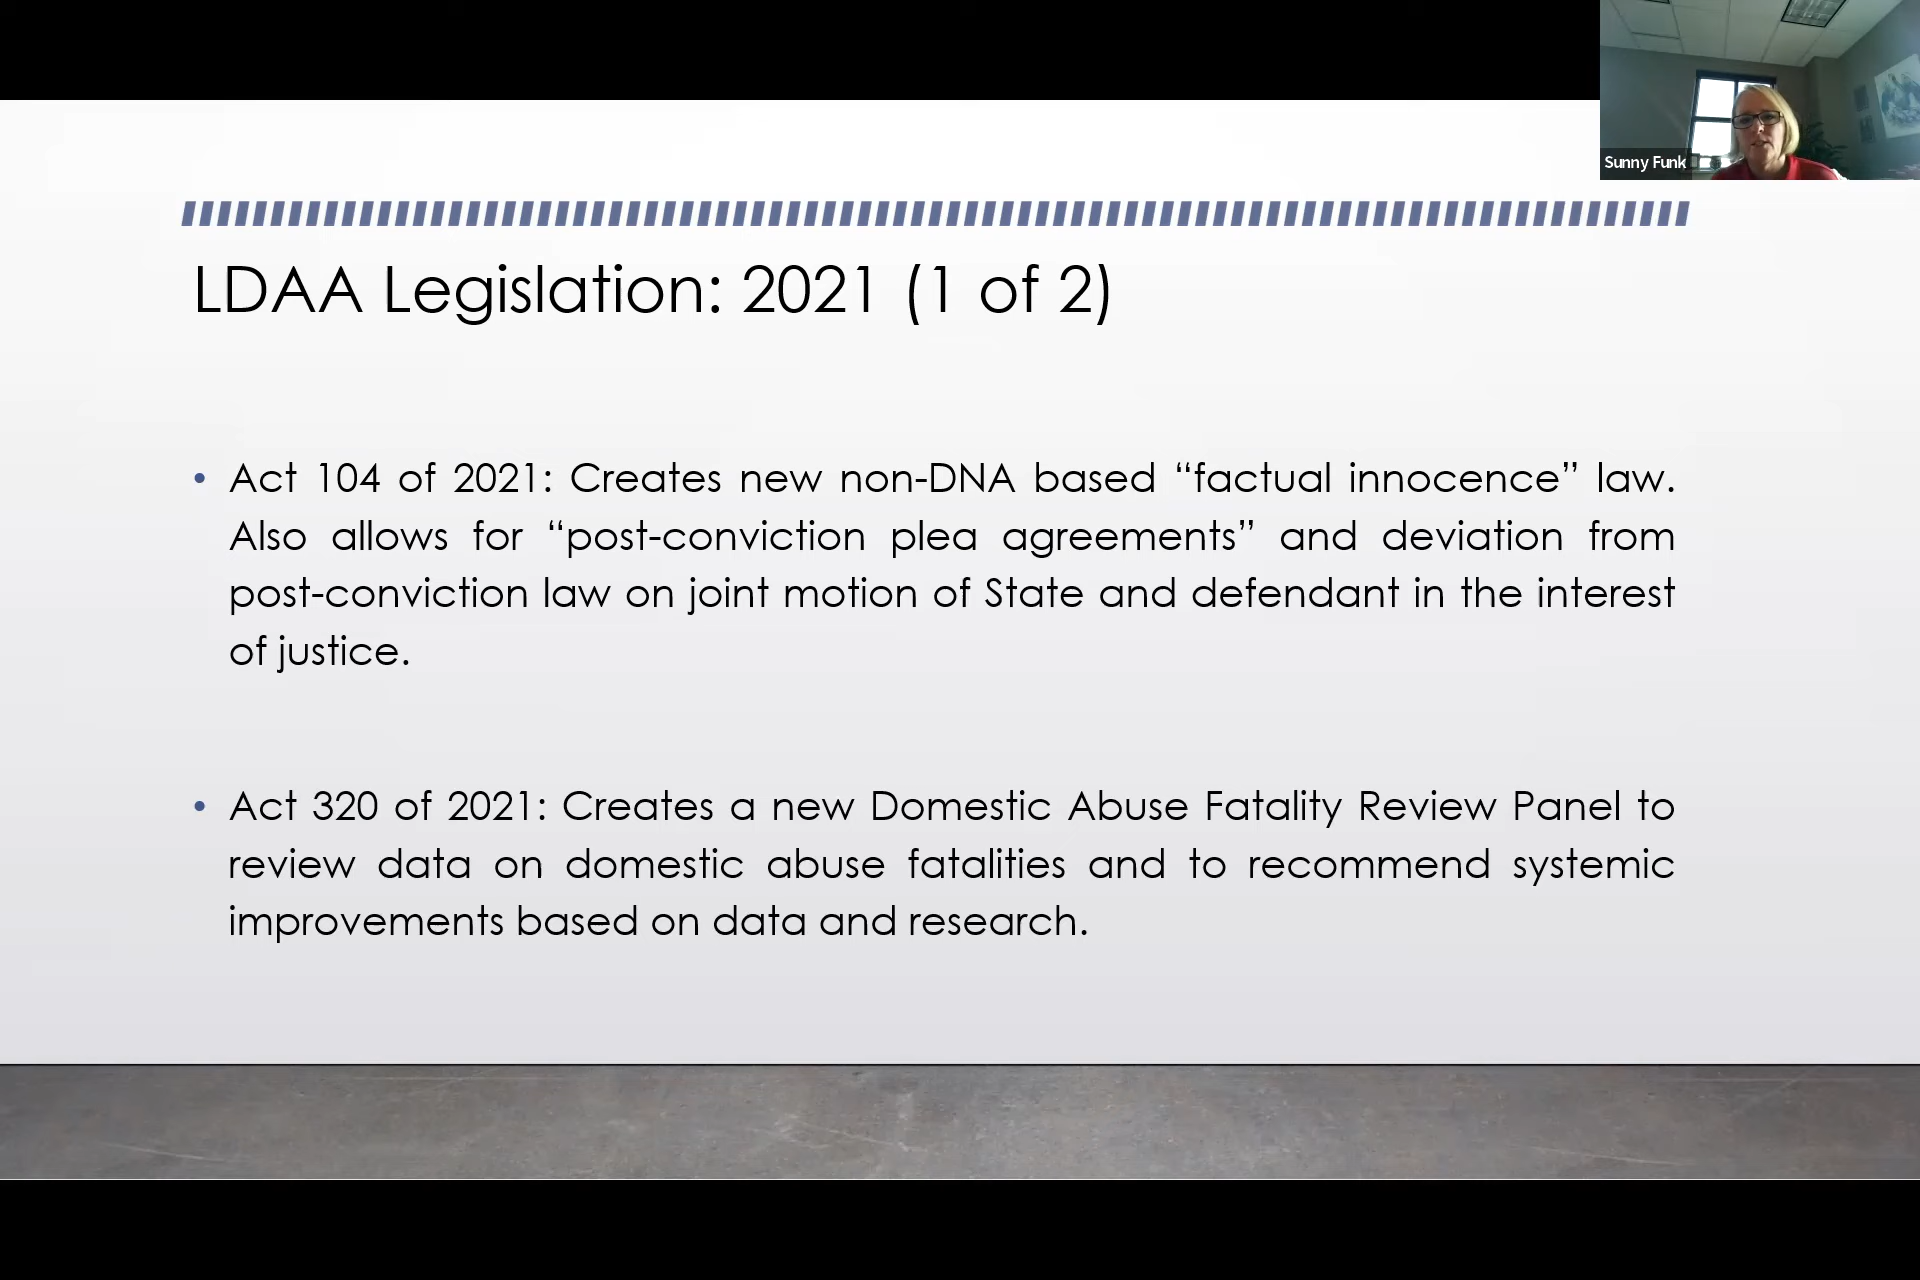 Sunny Funk
LDAA Legislation: 2021 (1 of 2)
• Act 104 of 2021: Creates new non-DNA based “factual innocence” law.
Also allows for “post-conviction plea agreements” and deviation from
post-conviction law on joint motion of State and defendant in the interest
of justice.
• Act 320 of 2021: Creates a new Domestic Abuse Fatality Review Panel to
review data on domestic abuse fatalities and to recommend systemic
improvements based on data and research.